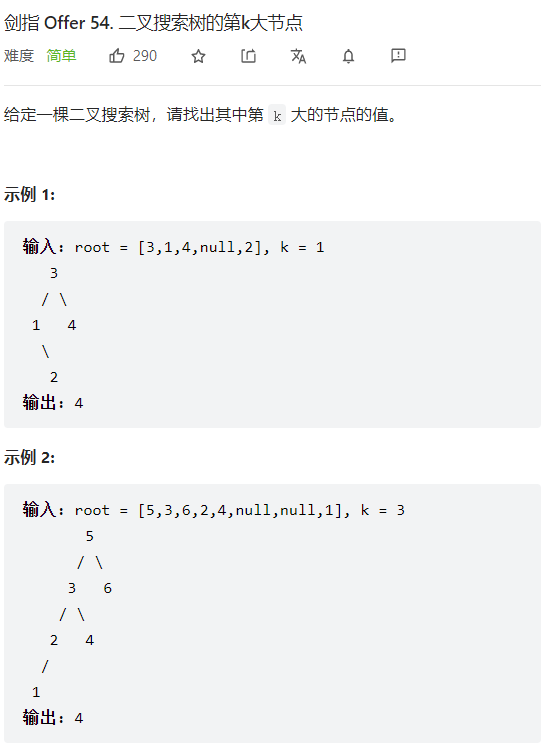 剑指 Offer 54. 二叉搜索树的第k大节点
难度 简单 290
给定一棵二叉搜索树，请找出其中第 k 大的节点的值。
示例 1:
输入：root = [3,1,4,null,2], k = 1
3
/ \
1 4
\
2
输出：4
示例 2:
输入：root = [5,3,6,2,4,null,null,1], k = 3
5
/ \
3 6
/ \
2 4
/
1
输出：4